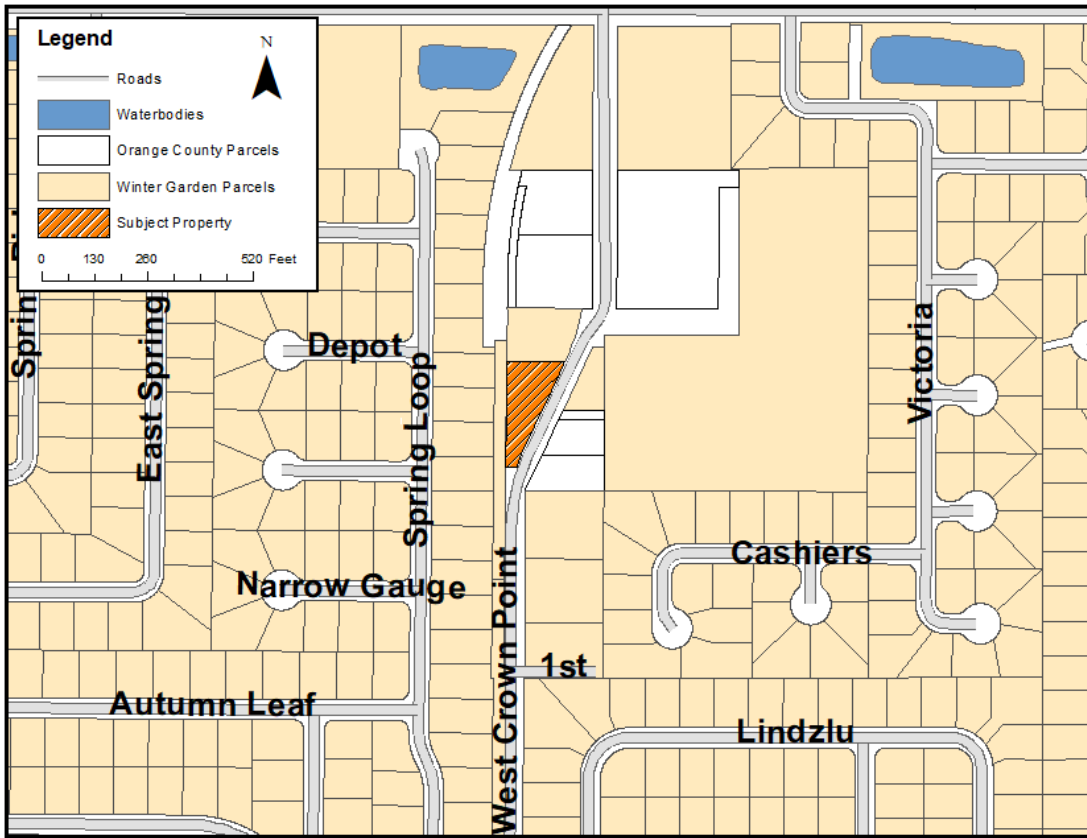 Legend
N
Roads
Waterbodies
Orange County Parcels
Winter Garden Parcels
Subject Property
0 130 260 520 Feet
Depot
Spring Loop
East Spring
Victoria
Cashiers
Narrow Gauge
West Crown Point
1st
Autumn Leaf
Lindzlu